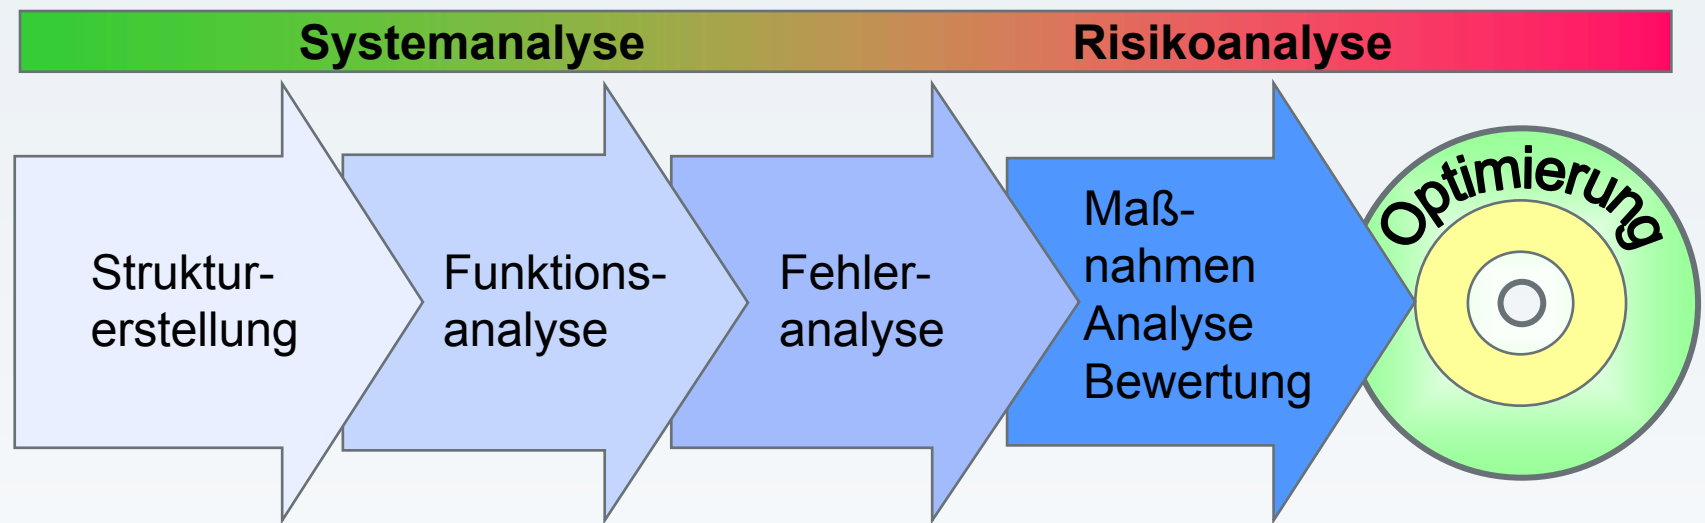 Systemanalyse
Risikoanalyse
Struktur-
erstellung
Funktions-
analyse
Fehler-
analyse
Maß-
nahmen
Analyse
Bewertung
Optimierung